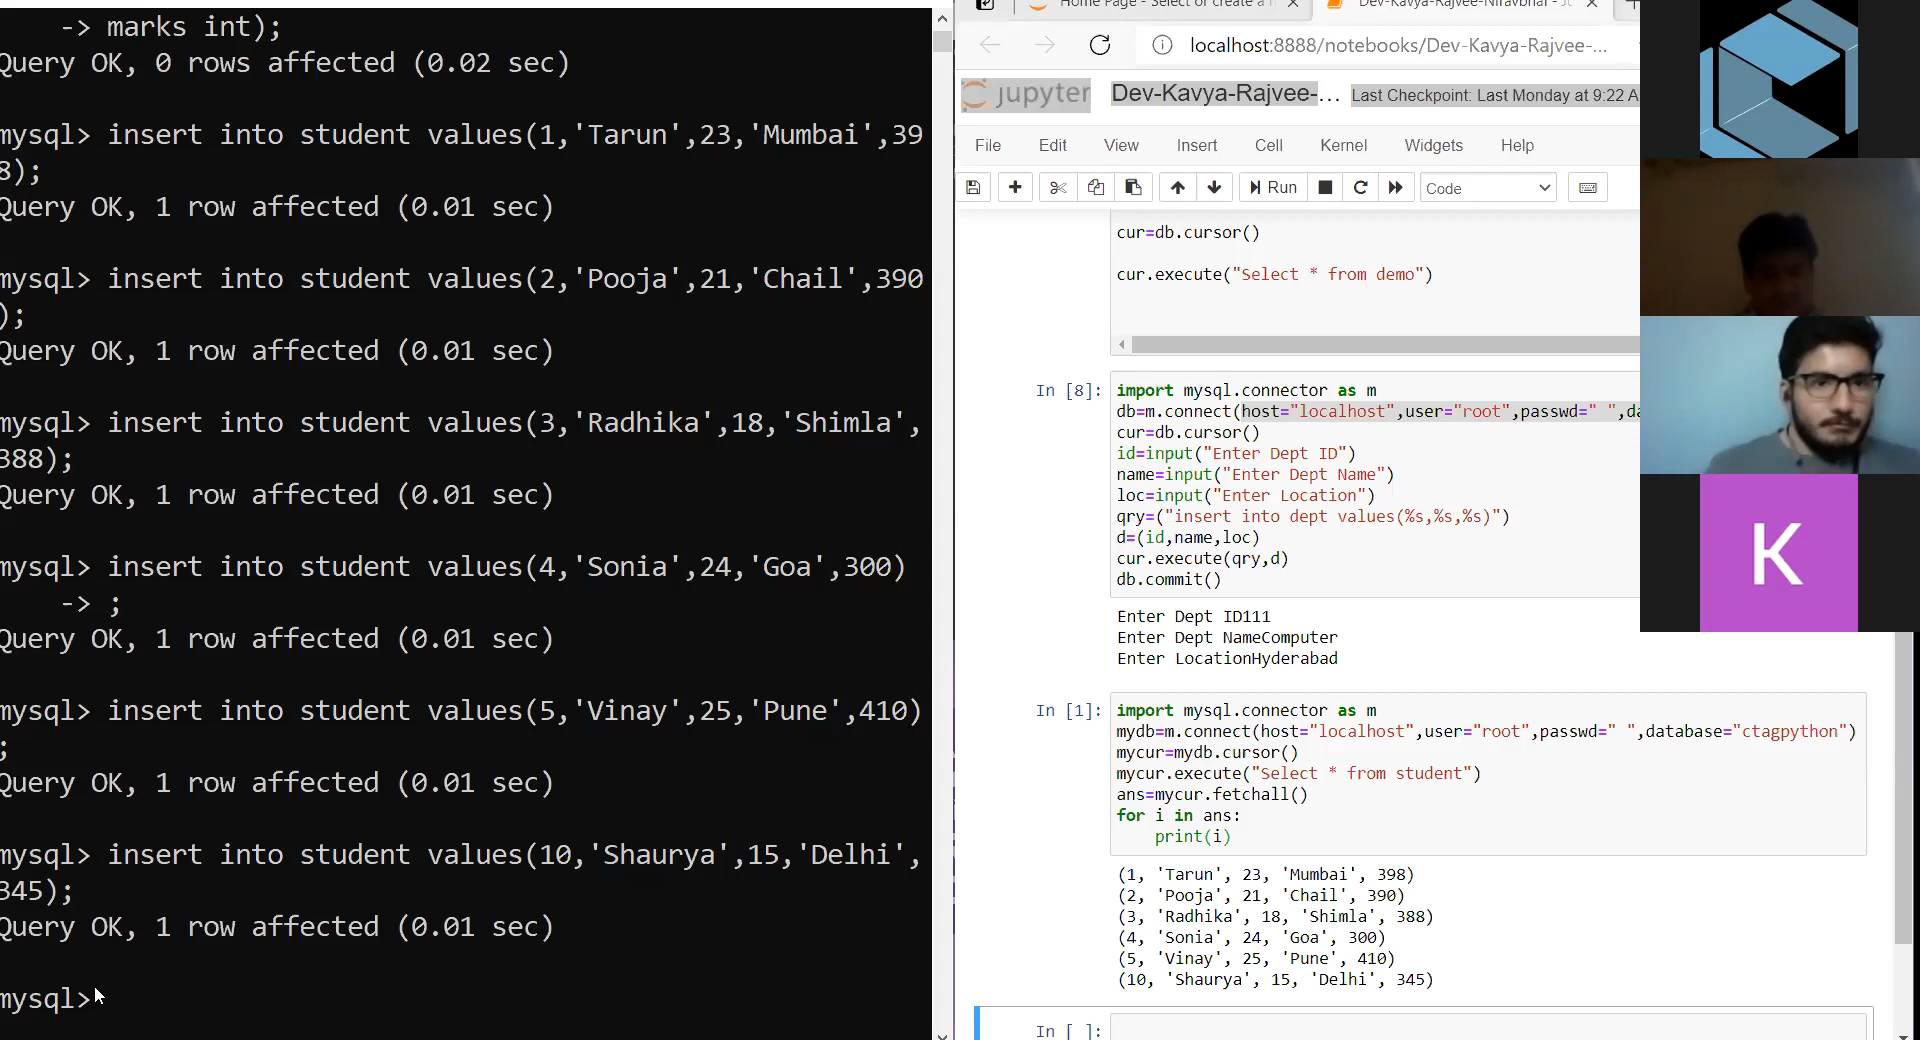 -> marks int);
Query OK, 0 rows affected (0.02 sec)
mysql> insert into student values(1,'Tarun',23,'Mumbai',39
8);
Query OK, 1 row affected (0.01 sec)
mysql> insert into student values(2,'Pooja',21,'Chail',390
);
Query OK, 1 row affected (0.01 sec)
mysql> insert into student values(3,'Radhika',18,'Shimla',
388);
Query OK, 1 row affected (0.01 sec)
mysql> insert into student values(4,'Sonia',24,'Goa',300)
-> ;
Query OK, 1 row affected (0.01 sec)
mysql> insert into student values(5,'Vinay',25,'Pune',410)
;
Query OK, 1 row affected (0.01 sec)
mysql> insert into student values(10,'Shaurya',15,'Delhi',
345);
Query OK, 1 row affected (0.01 sec)
mysql>
Home Page - Select or create a
Dev-Kavya-Rajvee-Niravbhai -
localhost:8888/notebooks/Dev-Kavya-Rajvee-...
jupyter Dev-Kavya-Rajvee-... Last Checkpoint: Last Monday at 9:22 A
File Edit View Insert Cell Kernel Widgets Help
Run Code
cur=db.cursor()
cur.execute("Select * from demo")
In [8]: import mysql.connector as m
db=m.connect(host="localhost",user="root",passwd=" ",da
cur=db.cursor()
id=input("Enter Dept ID")
name=input("Enter Dept Name")
loc=input("Enter Location")
qry=("insert into dept values(%s,%s,%s)")
d=(id,name,loc)
cur.execute(qry,d)
db.commit()
Enter Dept ID111
Enter Dept NameComputer
Enter LocationHyderabad
In [1]: import mysql.connector as m
mydb=m.connect(host="localhost",user="root",passwd=" ",database="ctagpython")
mycur=mydb.cursor()
mycur.execute("Select * from student")
ans=mycur.fetchall()
for i in ans:
print(i)
(1, 'Tarun', 23, 'Mumbai', 398)
(2, 'Pooja', 21, 'Chail', 390)
(3, 'Radhika', 18, 'Shimla', 388)
(4, 'Sonia', 24, 'Goa', 300)
(5, 'Vinay', 25, 'Pune', 410)
(10, 'Shaurya', 15, 'Delhi', 345)
In [ ]:
K